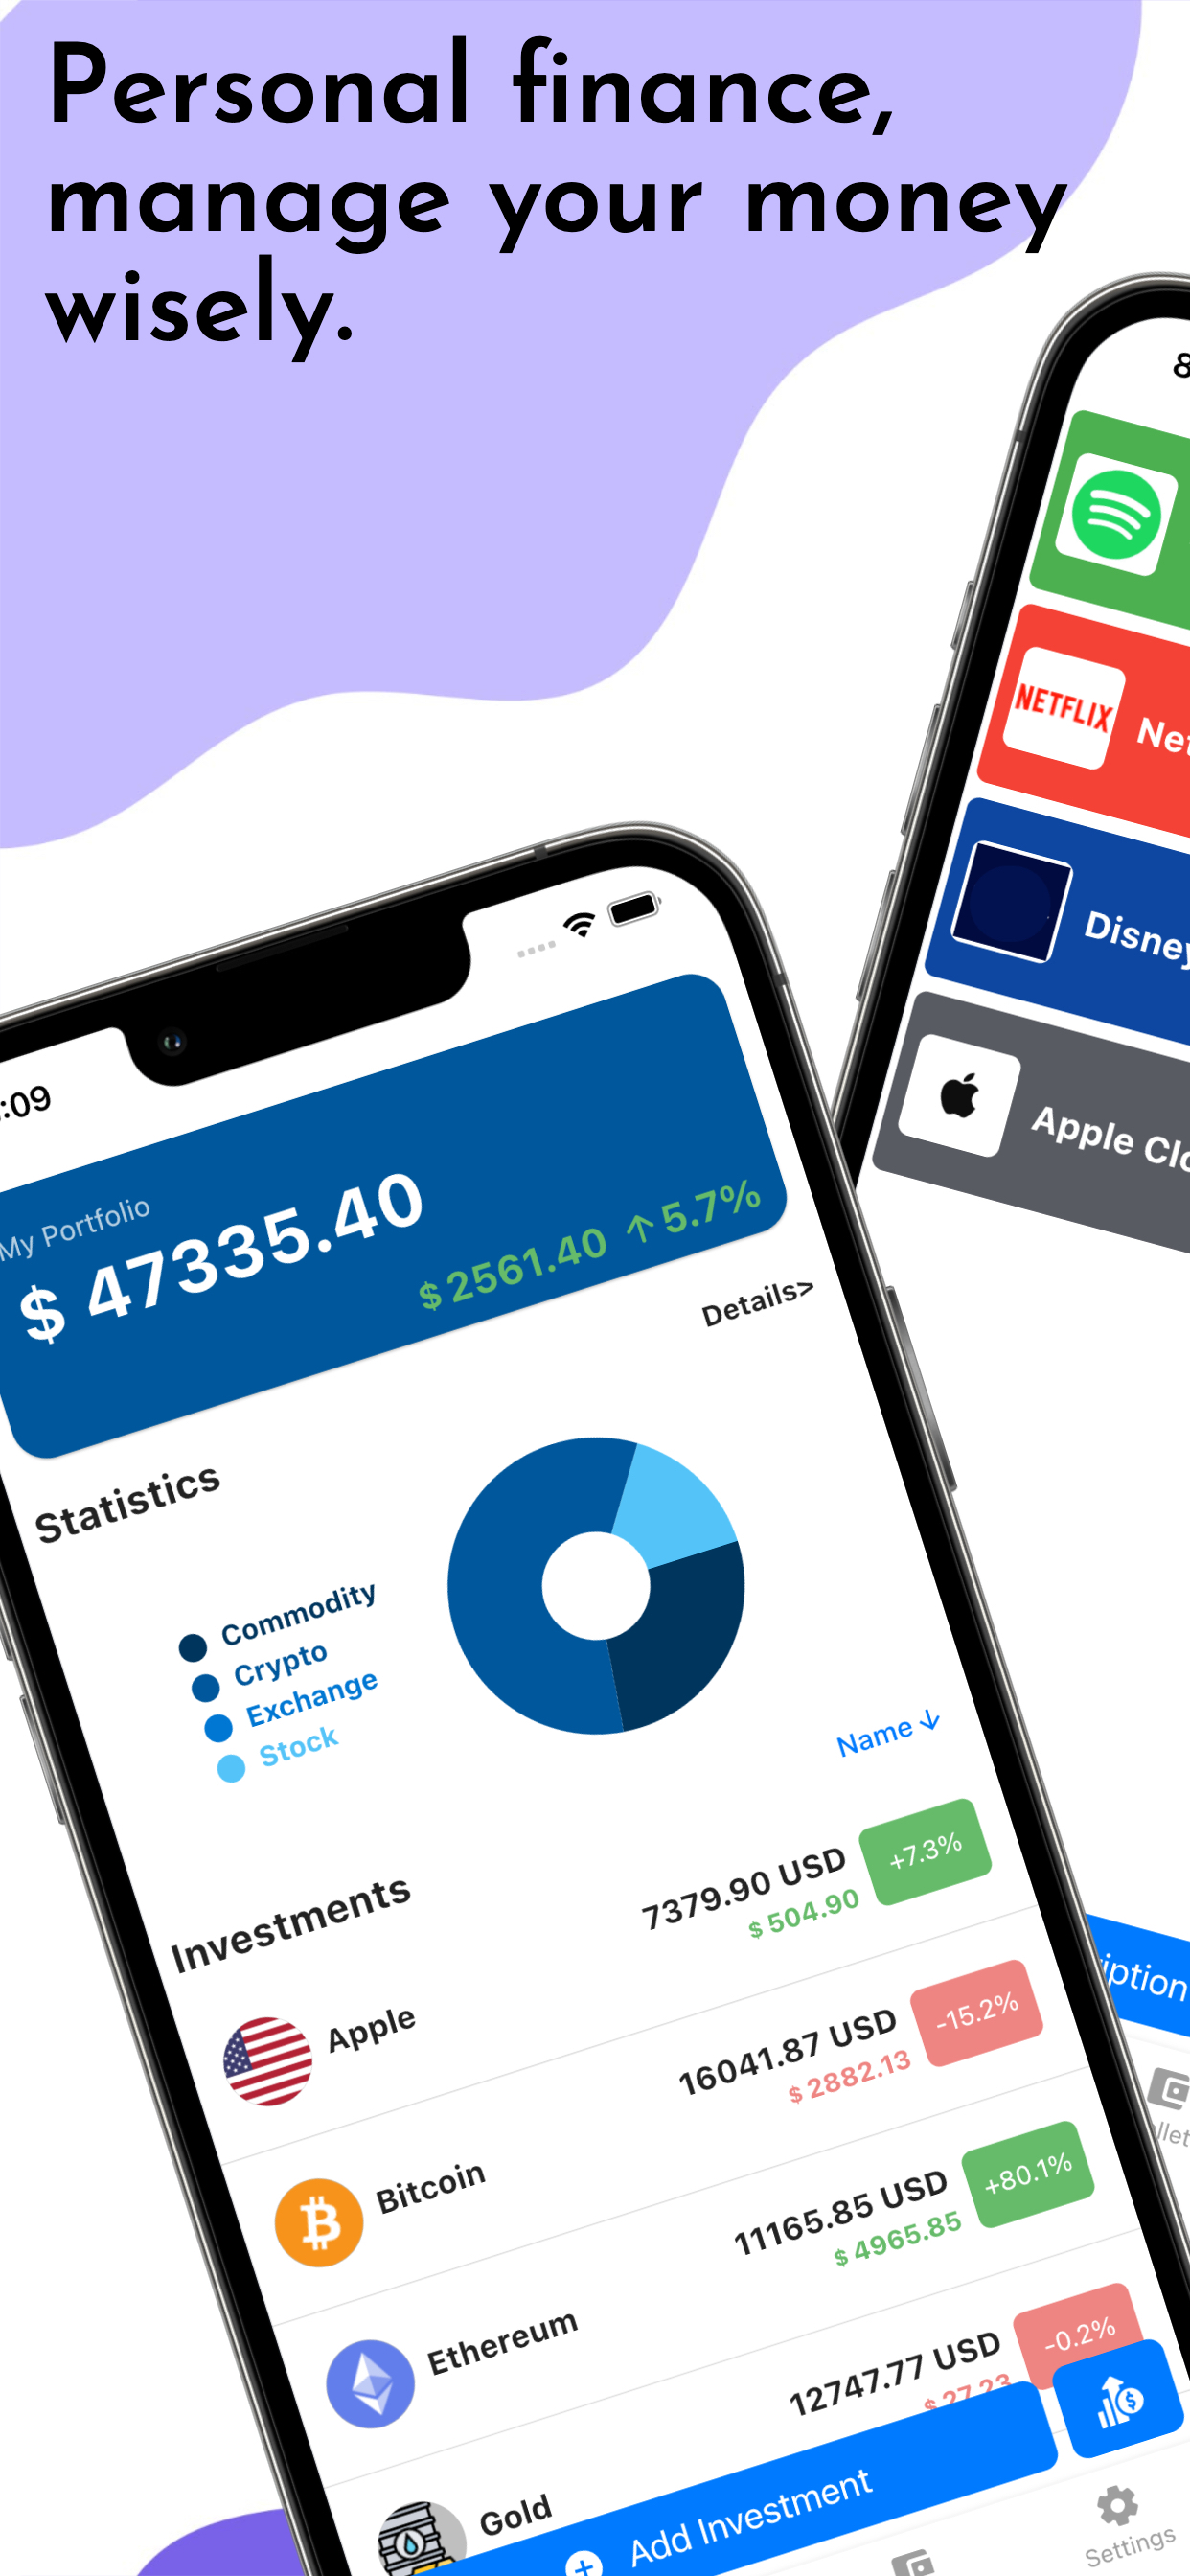 Personal finance,
manage your money
wisely.
8
NETFLIX
Net
Disney
Apple Clo
:09
My Portfolio
$ 47335.40
$ 2561.40 ↑ 5.7%
Details>
Statistics
Commodity
Crypto
Exchange
Stock
Name ↓
Investments
Apple
7379.90 USD
$ 504.90
+7.3%
Bitcoin
16041.87 USD
$ 2882.13
-15.2%
Ethereum
11165.85 USD
$ 4965.85
+80.1%
Gold
12747.77 USD
$ 27.23
-0.2%
Add Investment
Settings
iption
llet